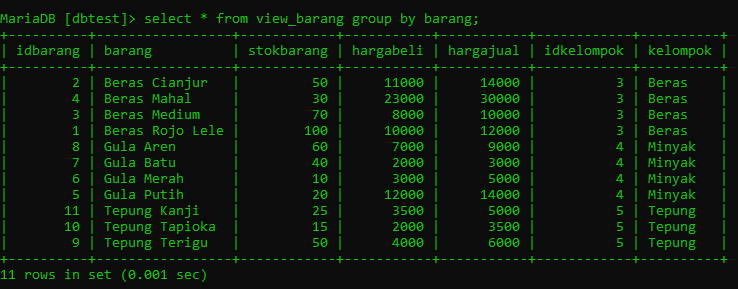 MariaDB [dbtest]> select * from view_barang group by barang;
+----------+-----------------+------------+-----------+-----------+------------+----------+
| idbarang | barang          | stokbarang | hargabeli | hargajual | idkelompok | kelompok |
+----------+-----------------+------------+-----------+-----------+------------+----------+
|        2 | Beras Cianjur   |         50 |     11000 |     14000 |          3 | Beras    |
|        4 | Beras Mahal     |         30 |     23000 |     30000 |          3 | Beras    |
|        3 | Beras Medium    |         70 |      8000 |     10000 |          3 | Beras    |
|        1 | Beras Rojo Lele |        100 |     10000 |     12000 |          3 | Beras    |
|        8 | Gula Aren       |         60 |      7000 |      9000 |          4 | Minyak   |
|        7 | Gula Batu       |         40 |      2000 |      3000 |          4 | Minyak   |
|        6 | Gula Merah      |         10 |      3000 |      5000 |          4 | Minyak   |
|        5 | Gula Putih      |         20 |     12000 |     14000 |          4 | Minyak   |
|       11 | Tepung Kanji    |         25 |      3500 |      5000 |          5 | Tepung   |
|       10 | Tepung Tapioka  |         15 |      2000 |      3500 |          5 | Tepung   |
|        9 | Tepung Terigu   |         50 |      4000 |      6000 |          5 | Tepung   |
+----------+-----------------+------------+-----------+-----------+------------+----------+
11 rows in set (0.001 sec)